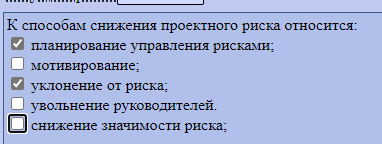 К способам снижения проектного риска относится:
планирование управления рисками;
мотивирование;
уклонение от риска;
увольнение руководителей.
снижение значимости риска;